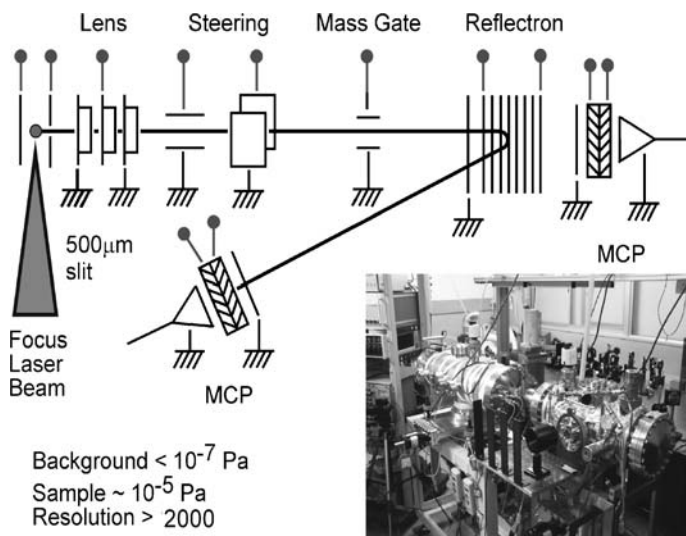 Lens
Steering
Mass Gate
Reflectron
500μm
slit
Focus
Laser
Beam
MCP
MCP
Background < 10⁻⁷ Pa
Sample ~ 10⁻⁵ Pa
Resolution > 2000